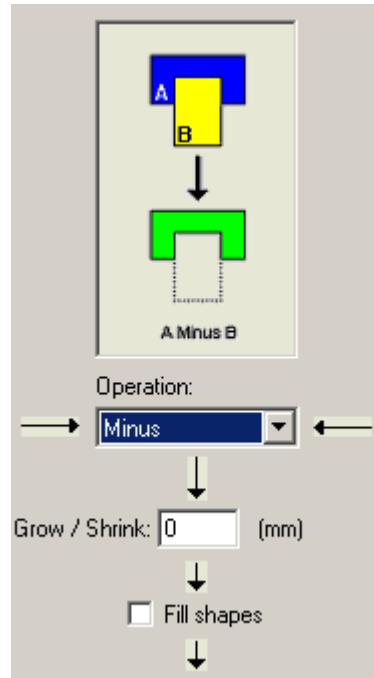 A
B
A Minus B
Operation:
Minus
Grow / Shrink: 0 (mm)
Fill shapes